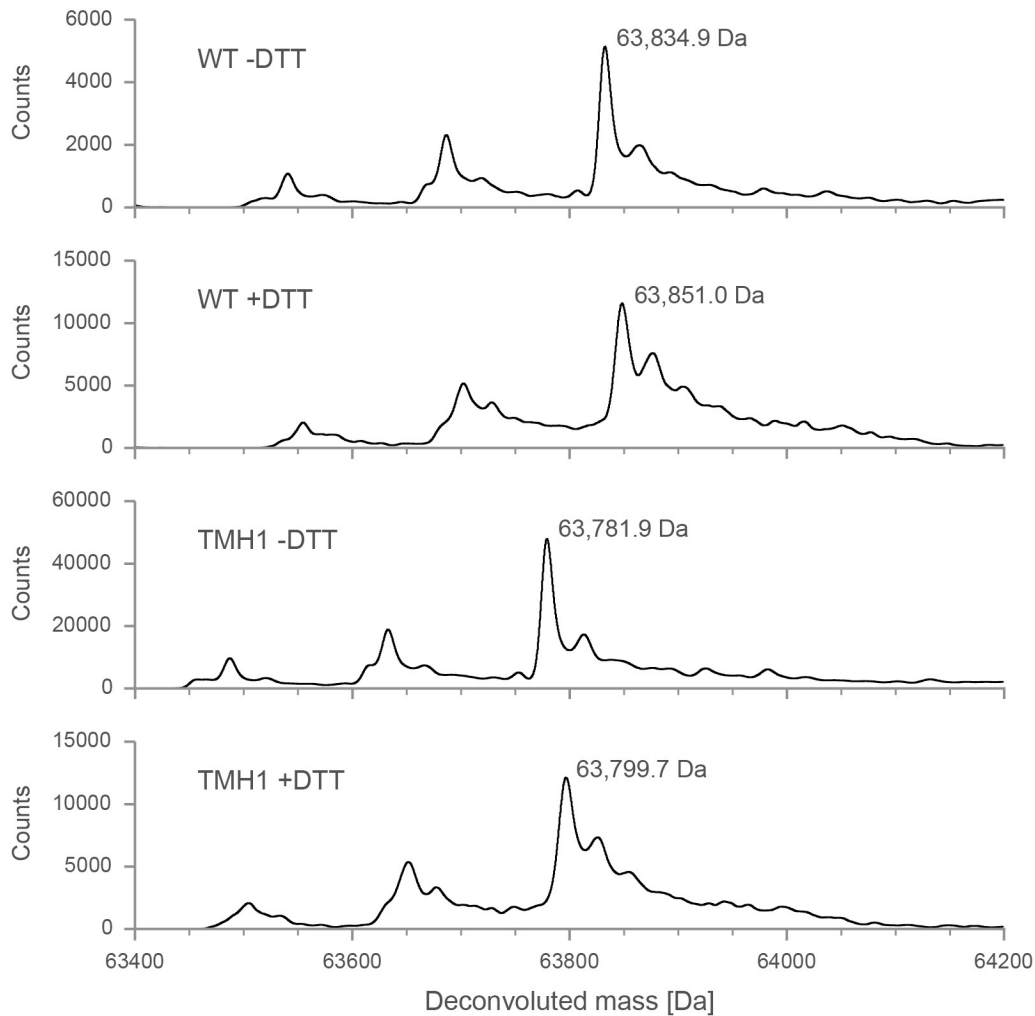 6000
4000
2000
0
Counts
WT -DTT
63,834.9 Da
15000
10000
5000
0
Counts
WT +DTT
63,851.0 Da
60000
40000
20000
0
Counts
TMH1 -DTT
63,781.9 Da
15000
10000
5000
0
Counts
TMH1 +DTT
63,799.7 Da
63400 63600 63800 64000 64200
Deconvoluted mass [Da]